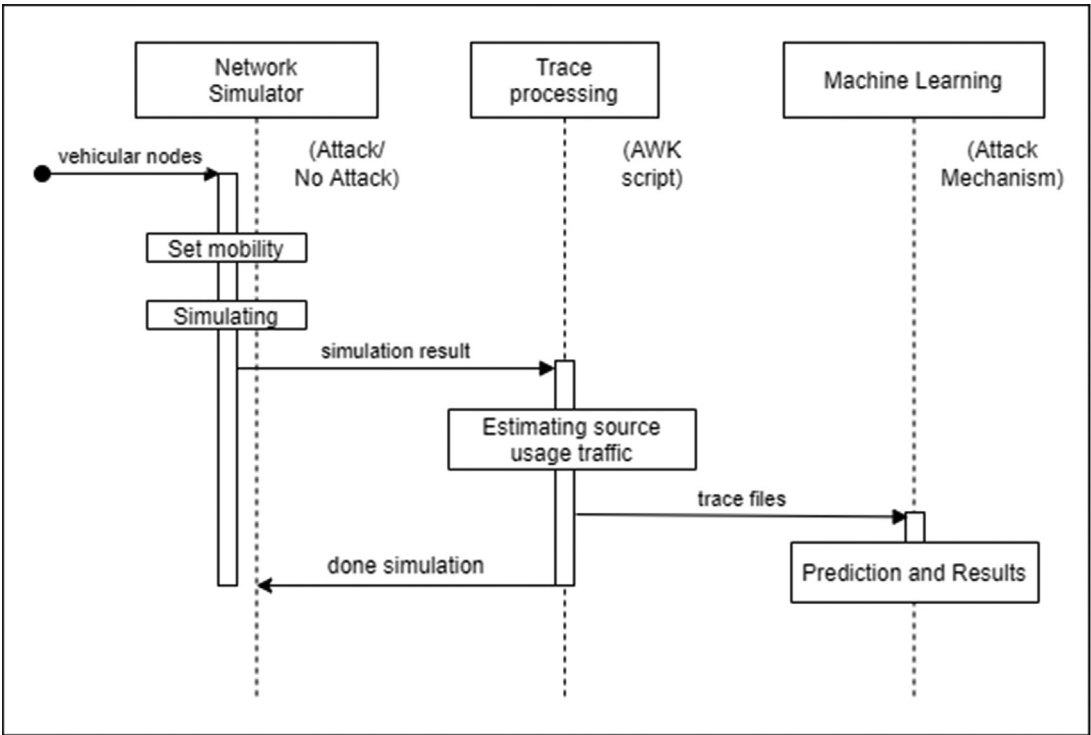 Network
Simulator
Trace
processing
Machine Learning
vehicular nodes
(Attack/
No Attack)
(AWK
script)
(Attack
Mechanism)
Set mobility
Simulating
simulation result
Estimating source
usage traffic
trace files
done simulation
Prediction and Results